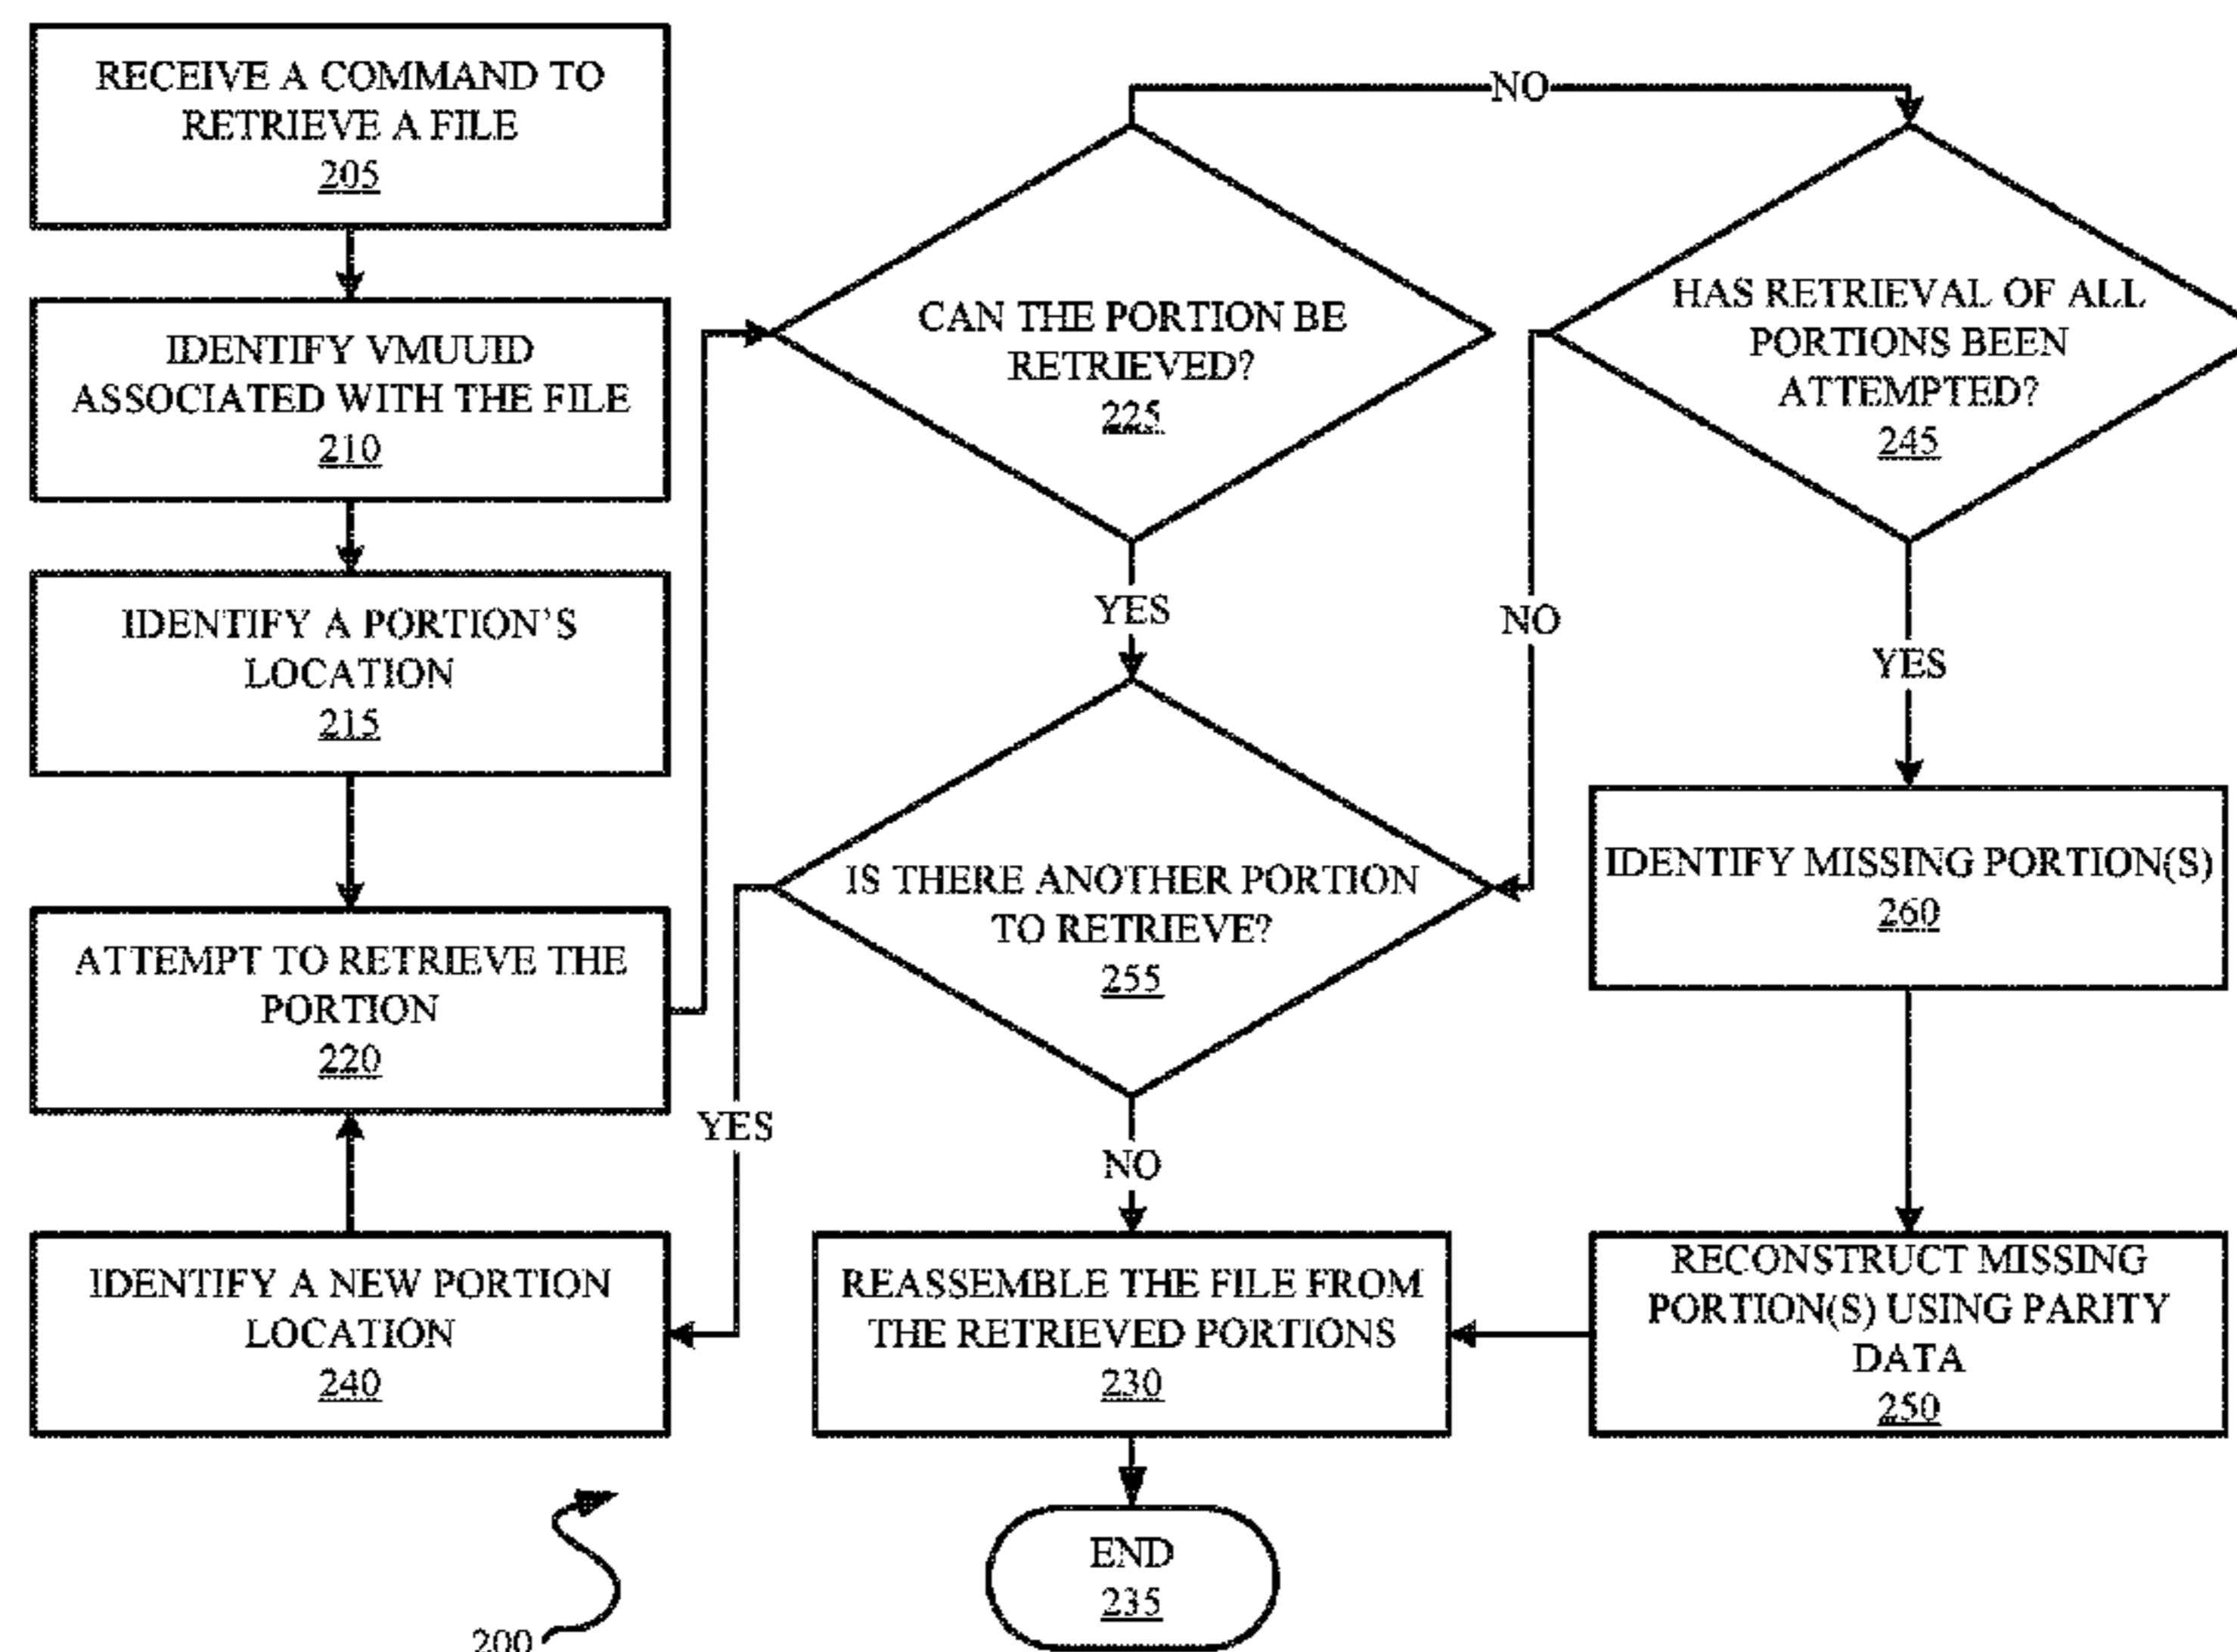 RECEIVE A COMMAND TO
RETRIEVE A FILE
205
IDENTIFY VMUUID
ASSOCIATED WITH THE FILE
210
IDENTIFY A PORTION'S
LOCATION
215
ATTEMPT TO RETRIEVE THE
PORTION
220
IDENTIFY A NEW PORTION
LOCATION
240
CAN THE PORTION BE
RETRIEVED?
225
NO
YES
IS THERE ANOTHER PORTION
TO RETRIEVE?
255
YES
NO
REASSEMBLE THE FILE FROM
THE RETRIEVED PORTIONS
230
END
235
HAS RETRIEVAL OF ALL
PORTIONS BEEN
ATTEMPTED?
245
NO
YES
IDENTIFY MISSING PORTION(S)
260
RECONSTRUCT MISSING
PORTION(S) USING PARITY
DATA
250
200